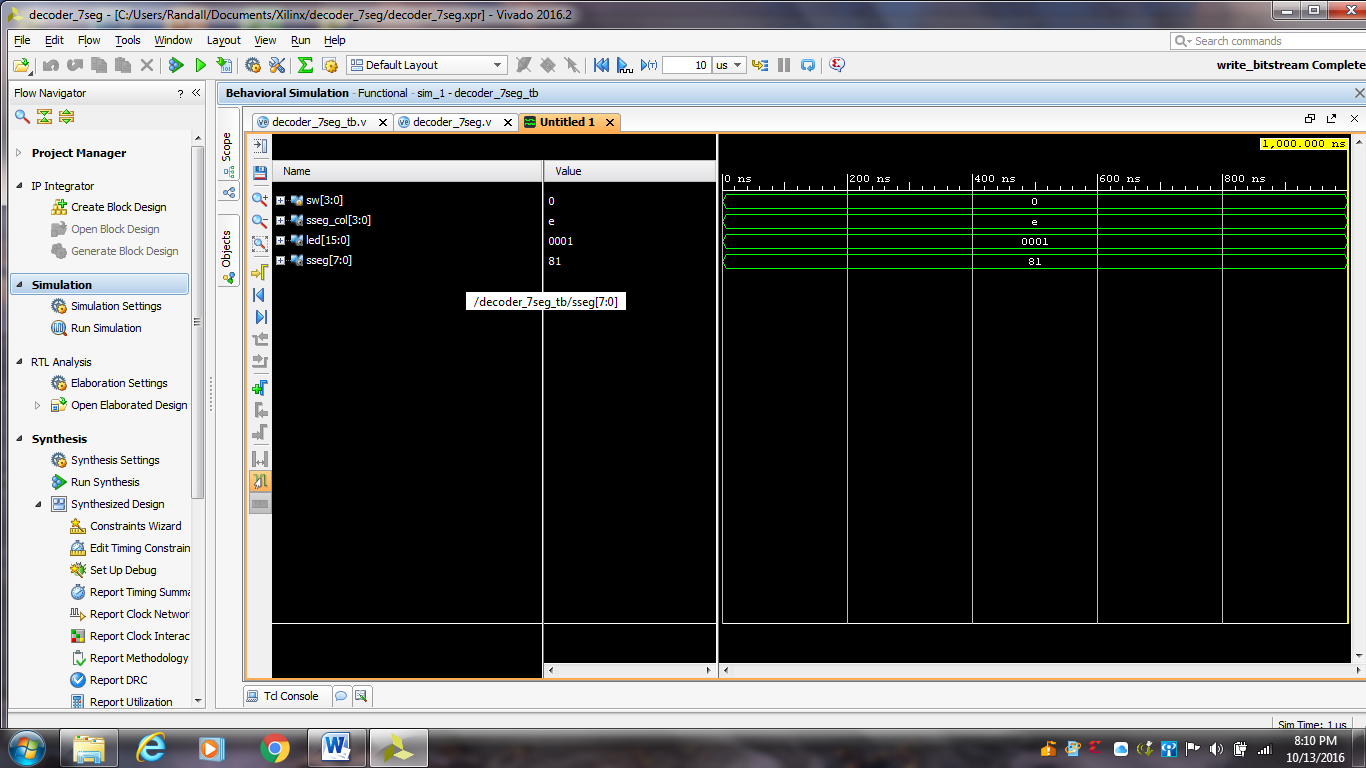 decoder_7seg - [C:/Users/Randall/Documents/Xilinx/decoder_7seg/decoder_7seg.xpr] - Vivado 2016.2
File Edit Flow Tools Window Layout View Run Help
Search commands
Default Layout
10 us
write_bitstream Complete
Flow Navigator ? «
Behavioral Simulation - Functional - sim_1 - decoder_7seg_tb
decoder_7seg_tb.v decoder_7seg.v Untitled 1
Scope
Objects
Project Manager
IP Integrator
Create Block Design
Open Block Design
Generate Block Design
Simulation
Simulation Settings
Run Simulation
RTL Analysis
Elaboration Settings
Open Elaborated Design
Synthesis
Synthesis Settings
Run Synthesis
Synthesized Design
Constraints Wizard
Edit Timing Constrain
Set Up Debug
Report Timing Summa
Report Clock Networ
Report Clock Interac
Report Methodology
Report DRC
Report Utilization
1,000.000 ns
Name Value
0 ns 200 ns 400 ns 600 ns 800 ns
sw[3:0] 0 0
sseg_col[3:0] e e
led[15:0] 0001 0001
sseg[7:0] 81 81
/decoder_7seg_tb/sseg[7:0]
Tcl Console
Sim Time: 1 us
8:10 PM
10/13/2016